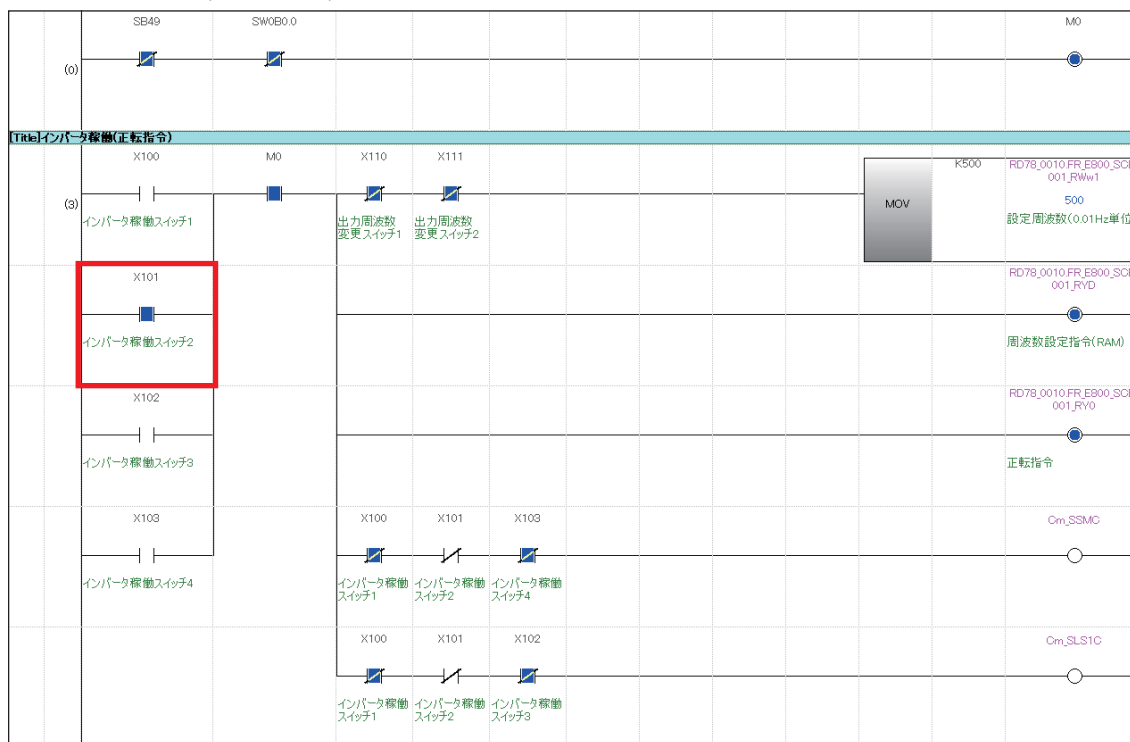 SB49 SW0B0.0 M0
(0)
[Title]インバータ稼働(正転指令)
X100 M0 X110 X111 K500 RD78_0010.FR_E800_SCE
001_RWw1
(3) MOV 500
インバータ稼働スイッチ1 出力周波数 出力周波数 設定周波数(0.01Hz単位
変更スイッチ1 変更スイッチ2
X101 RD78_0010.FR_E800_SCE
001_RYD
インバータ稼働スイッチ2 周波数設定指令(RAM)
X102 RD78_0010.FR_E800_SCE
001_RY0
インバータ稼働スイッチ3 正転指令
X103 X100 X101 X103 Cm_SSMC
インバータ稼働スイッチ4 インバータ稼働 インバータ稼働 インバータ稼働
スイッチ1 スイッチ2 スイッチ4
X100 X101 X102 Cm_SLS1C
インバータ稼働 インバータ稼働 インバータ稼働
スイッチ1 スイッチ2 スイッチ3